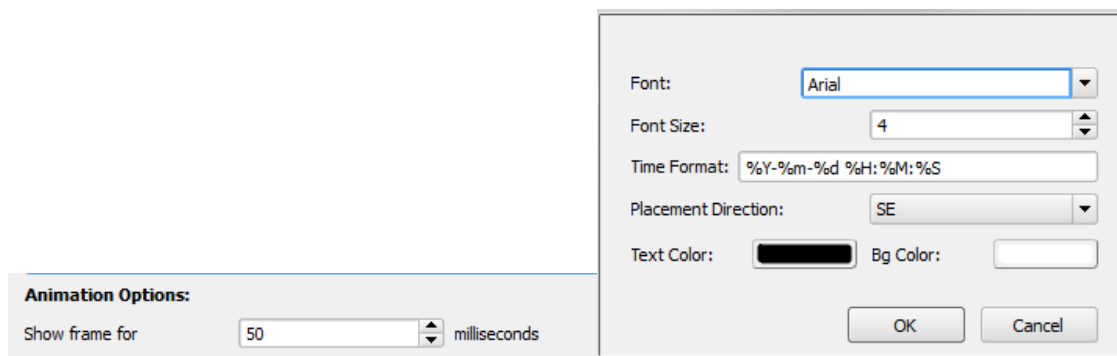 Font: Arial
Font Size: 4
Time Format: %Y-%m-%d %H:%M:%S
Placement Direction: SE
Text Color: Bg Color:
OK Cancel
Animation Options:
Show frame for 50 milliseconds